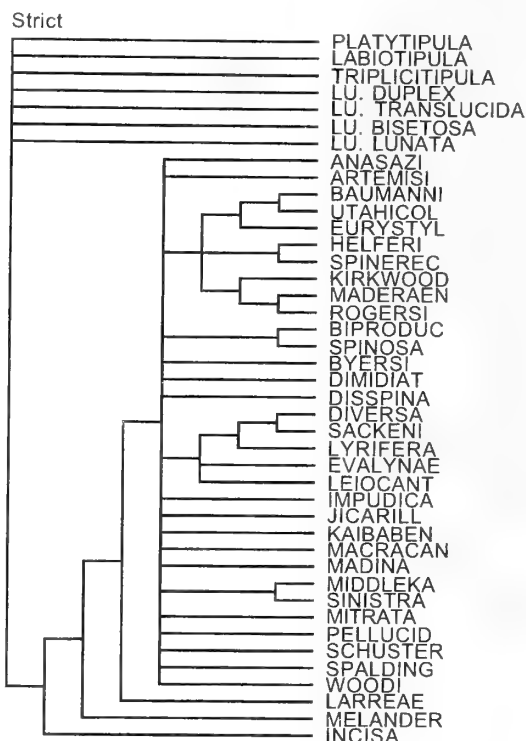 Strict
PLATYTIPULA
LABIOTIPULA
TRIPLICITIPULA
LU. DUPLEX
LU. TRANSLUCIDA
LU. BISETOSA
LU. LUNATA
ANASAZI
ARTEMISI
BAUMANNI
UTAHICOL
EURYSTYL
HELFERI
SPINEREC
KIRKWOOD
MADERAEN
ROGERSI
BIPRODUC
SPINOSA
BYERSI
DIMIDIAT
DISSPINA
DIVERSA
SACKENI
LYRIFERA
EVALYNAE
LEIOCANT
IMPUDICA
JICARILL
KAIBABEN
MACRACAN
MADINA
MIDDLEKA
SINISTRA
MITRATA
PELLUCID
SCHUSTER
SPALDING
WOODI
LARREAE
MELANDER
INCISA